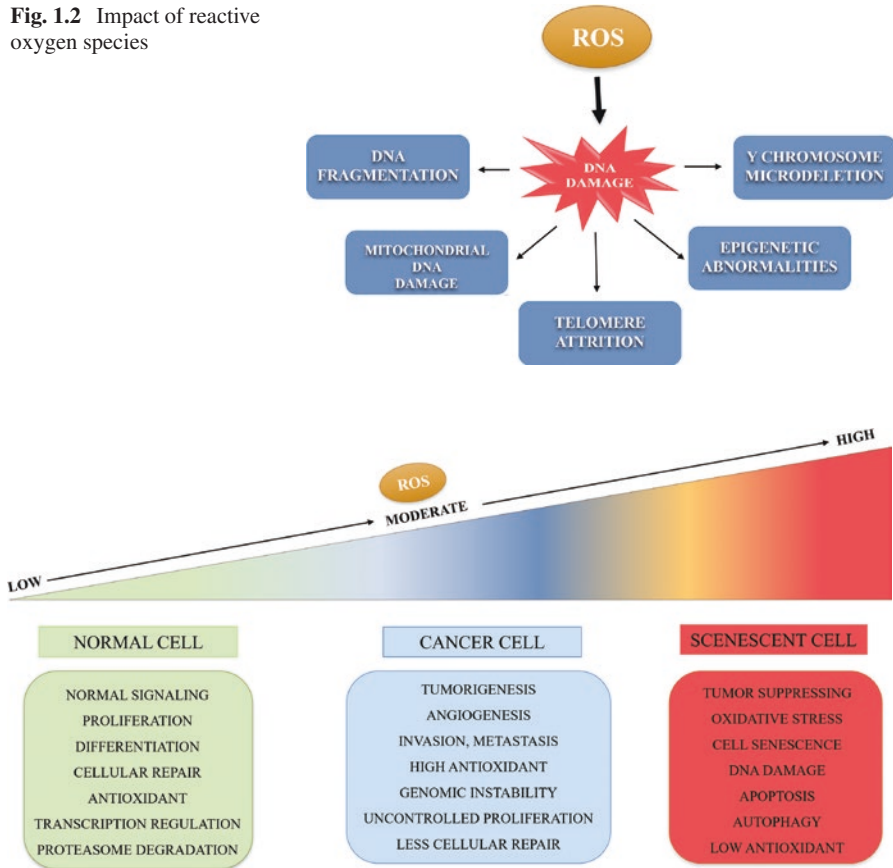 Fig. 1.2 Impact of reactive
oxygen species
ROS
DNA
FRAGMENTATION
DNA
DAMAGE
Y CHROMOSOME
MICRODELETION
MITOCHONDRIAL
DNA
DAMAGE
EPIGENETIC
ABNORMALITIES
TELOMERE
ATTRITION
LOW
ROS
MODERATE
HIGH
NORMAL CELL
NORMAL SIGNALING
PROLIFERATION
DIFFERENTIATION
CELLULAR REPAIR
ANTIOXIDANT
TRANSCRIPTION REGULATION
PROTEASOME DEGRADATION
CANCER CELL
TUMORIGENESIS
ANGIOGENESIS
INVASION, METASTASIS
HIGH ANTIOXIDANT
GENOMIC INSTABILITY
UNCONTROLLED PROLIFERATION
LESS CELLULAR REPAIR
SCENESCENT CELL
TUMOR SUPPRESSING
OXIDATIVE STRESS
CELL SENESCENCE
DNA DAMAGE
APOPTOSIS
AUTOPHAGY
LOW ANTIOXIDANT